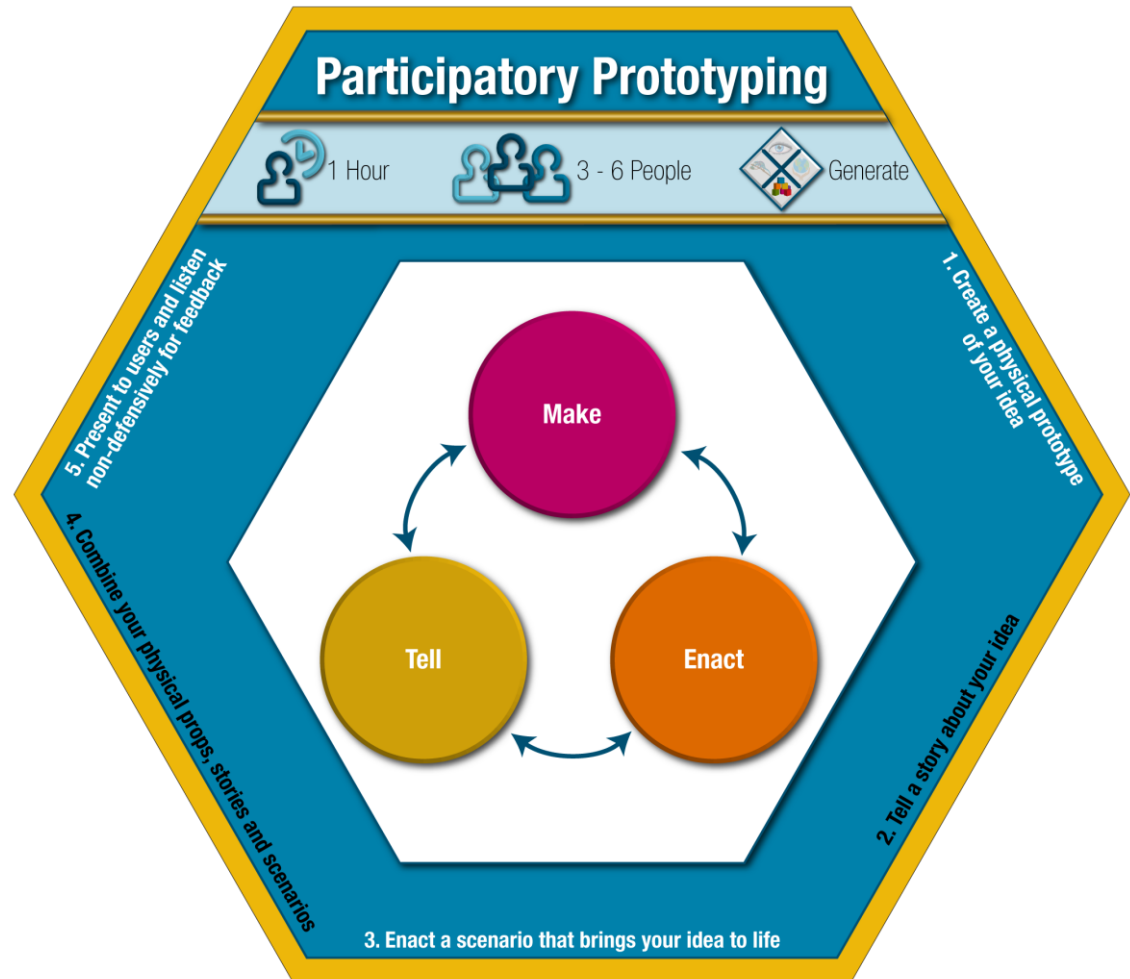 Participatory Prototyping
1 Hour
3 - 6 People
Generate
1. Create a physical prototype
of your idea
2. Tell a story about your idea
3. Enact a scenario that brings your idea to life
4. Combine your physical props, stories and scenarios
5. Present to users and listen
non-defensively for feedback
Make
Tell
Enact